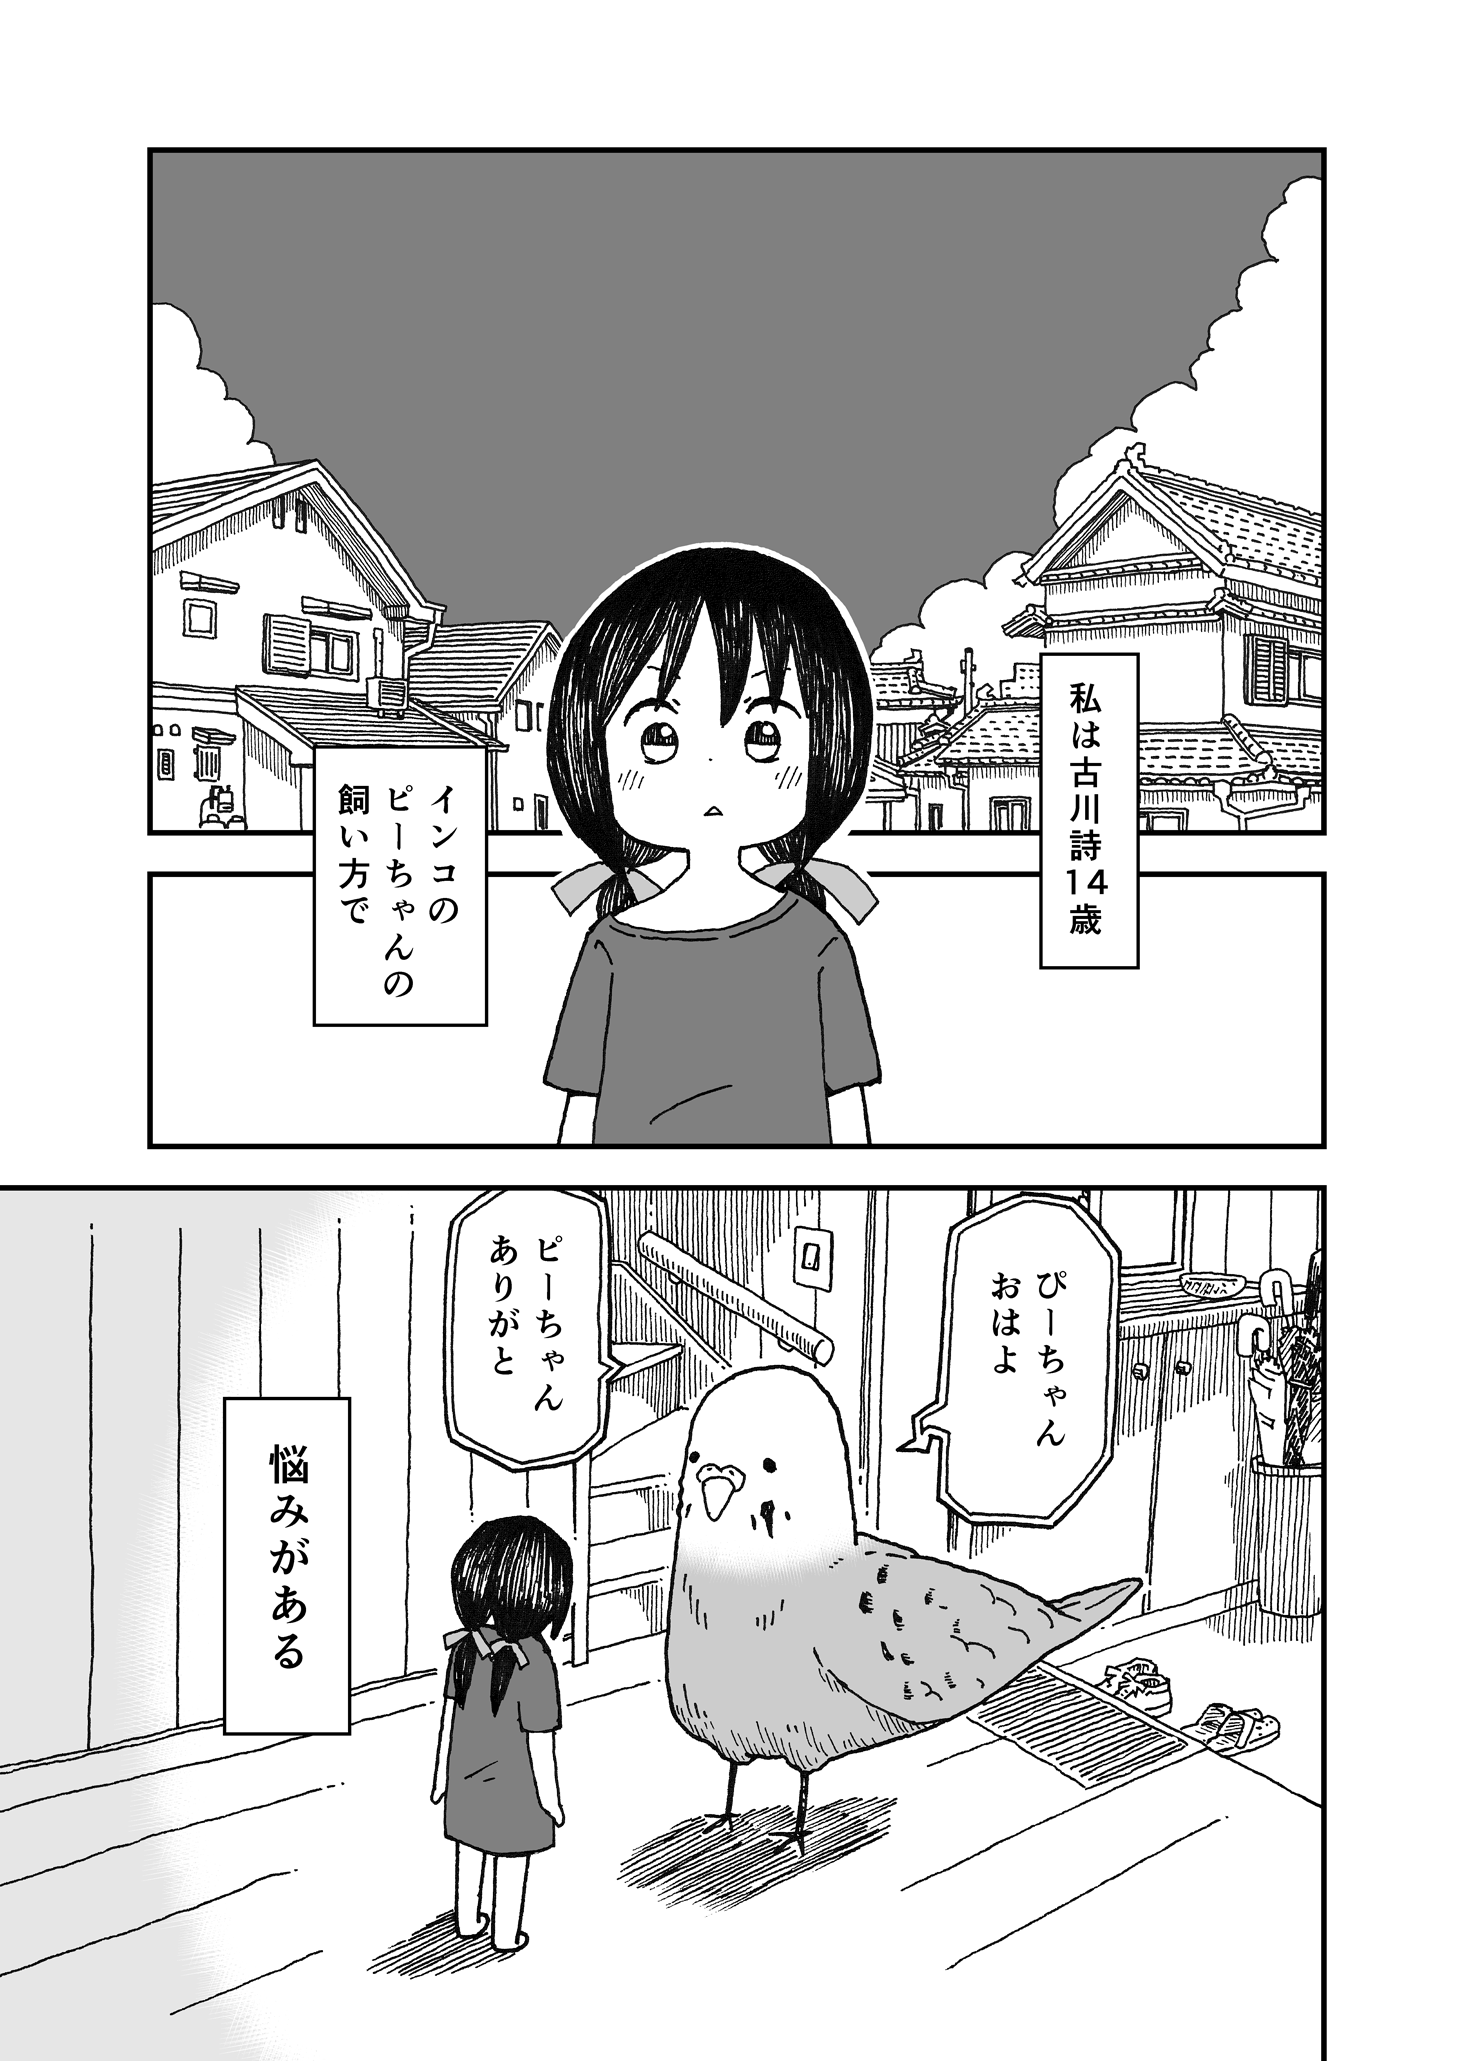 私は古川詩14歳
インコの
ピーちゃんの
飼い方で
ぴーちゃん
おはよ
ピーちゃん
ありがと
悩みがある